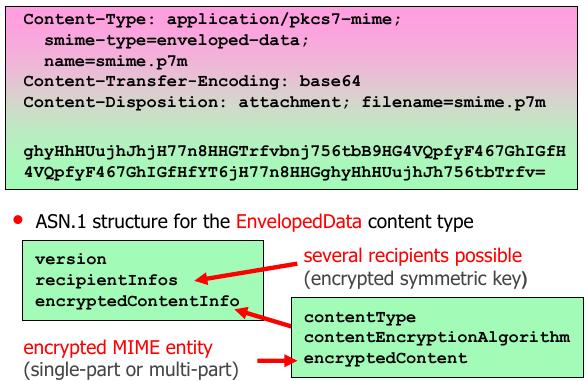 Content-Type: application/pkcs7-mime;
smime-type=enveloped-data;
name=smime.p7m
Content-Transfer-Encoding: base64
Content-Disposition: attachment; filename=smime.p7m
ghyHhHUujhJhjH77n8HHGTrfvbnj756tbB9HG4VQpfyF467GhIGfH
4VQpfyF467GhIGfHfYT6jH77n8HHGghyHhHUujhJh756tbTrfv=
• ASN.1 structure for the EnvelopedData content type
version
recipientInfos
encryptedContentInfo
several recipients possible
(encrypted symmetric key)
contentType
contentEncryptionAlgorithm
encryptedContent
encrypted MIME entity
(single-part or multi-part)